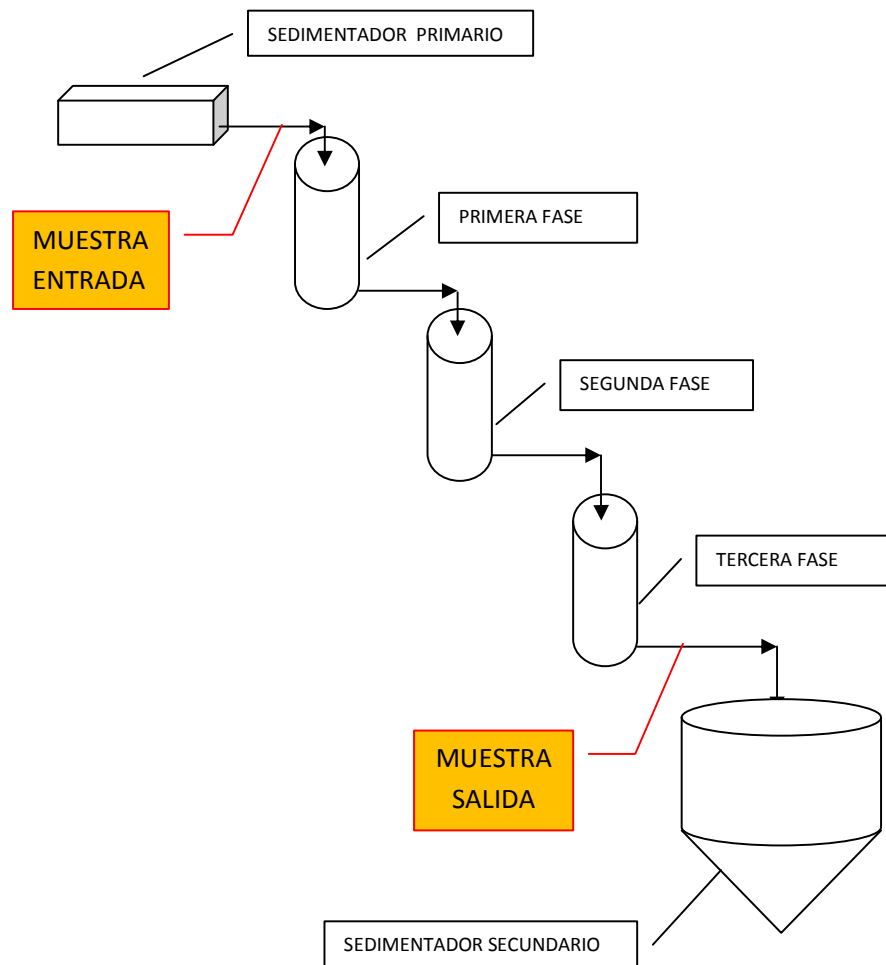 SEDIMENTADOR PRIMARIO
MUESTRA
ENTRADA
PRIMERA FASE
SEGUNDA FASE
TERCERA FASE
MUESTRA
SALIDA
SEDIMENTADOR SECUNDARIO